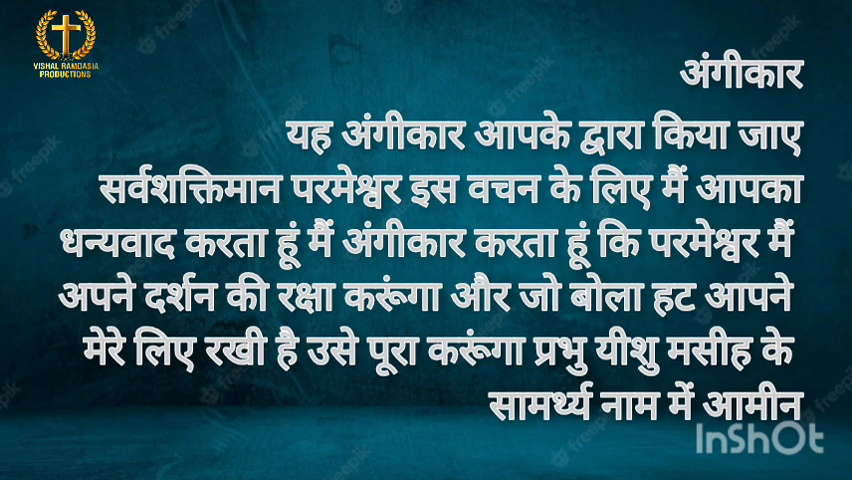 VISHAL RAMDASIA
PRODUCTIONS
अंगीकार
यह अंगीकार आपके द्वारा किया जाए
सर्वशक्तिमान परमेश्वर इस वचन के लिए मैं आपका
धन्यवाद करता हूं मैं अंगीकार करता हूं कि परमेश्वर मैं
अपने दर्शन की रक्षा करूंगा और जो बोला हट आपने
मेरे लिए रखी है उसे पूरा करूंगा प्रभु यीशु मसीह के
सामर्थ्य नाम में आमीन
InShOt